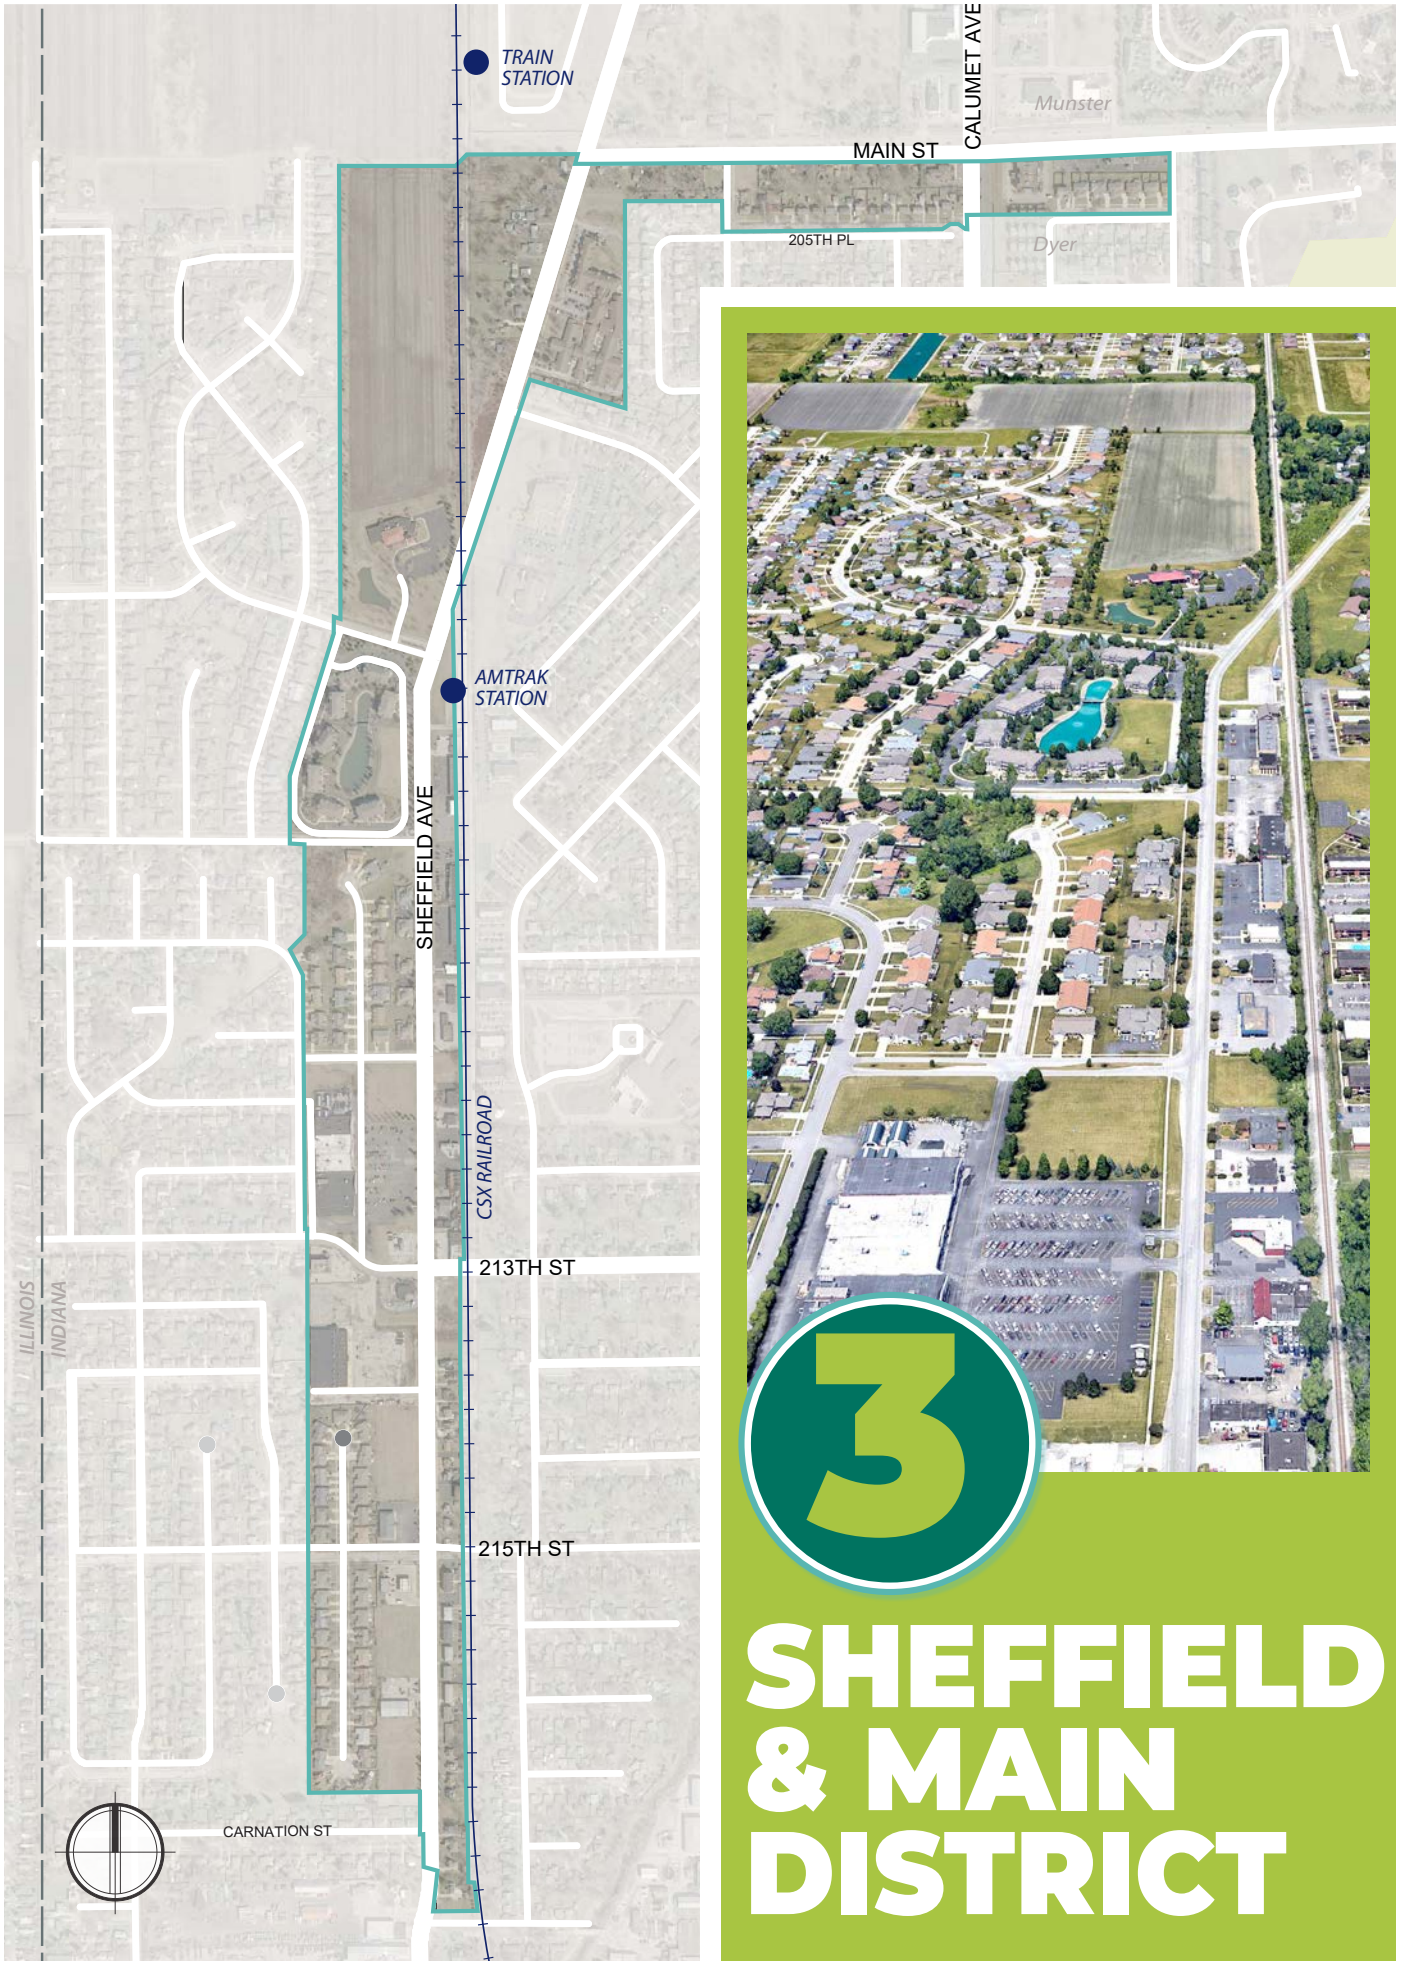 TRAIN
STATION
CALUMET AVE
Munster
MAIN ST
205TH PL
Dyer
AMTRAK
STATION
SHEFFIELD AVE
CSX RAILROAD
213TH ST
ILLINOIS
INDIANA
215TH ST
CARNATION ST
3
SHEFFIELD
& MAIN
DISTRICT